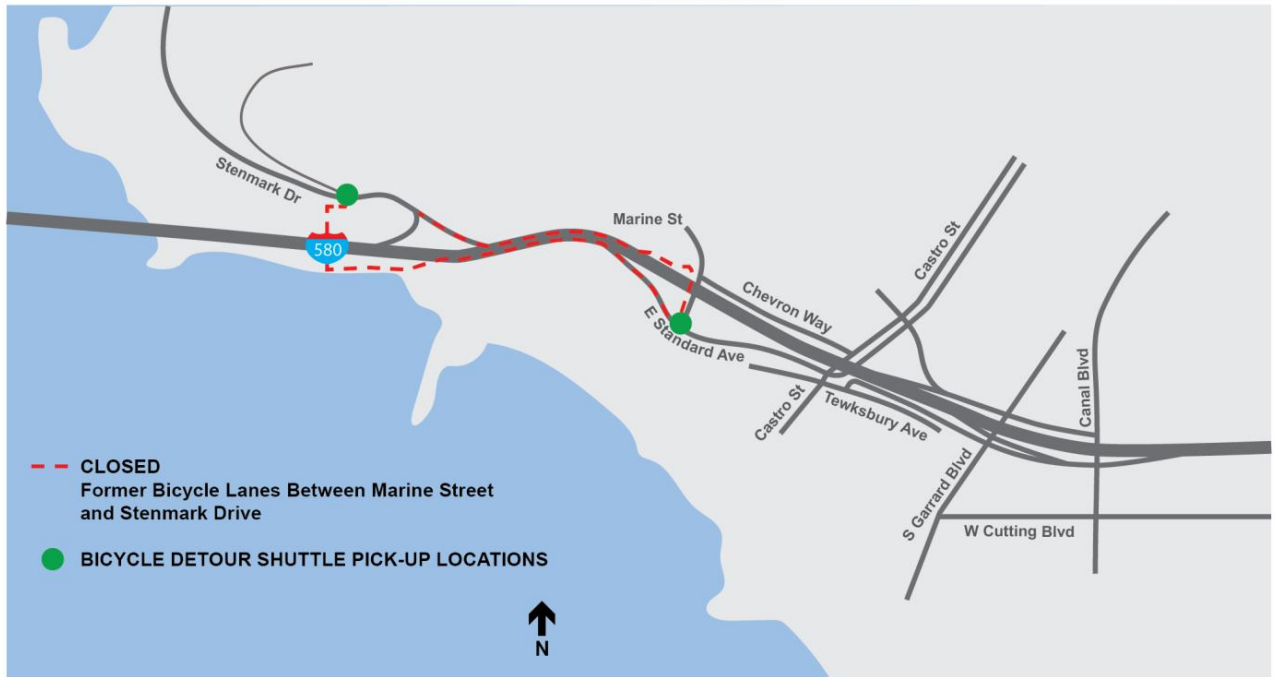 Stenmark Dr
580
Marine St
Castro St
Chevron Way
E Standard Ave
Canal Blvd
Castro St
Tewksbury Ave
S Garrard Blvd
W Cutting Blvd
CLOSED
Former Bicycle Lanes Between Marine Street
and Stenmark Drive
BICYCLE DETOUR SHUTTLE PICK-UP LOCATIONS
N